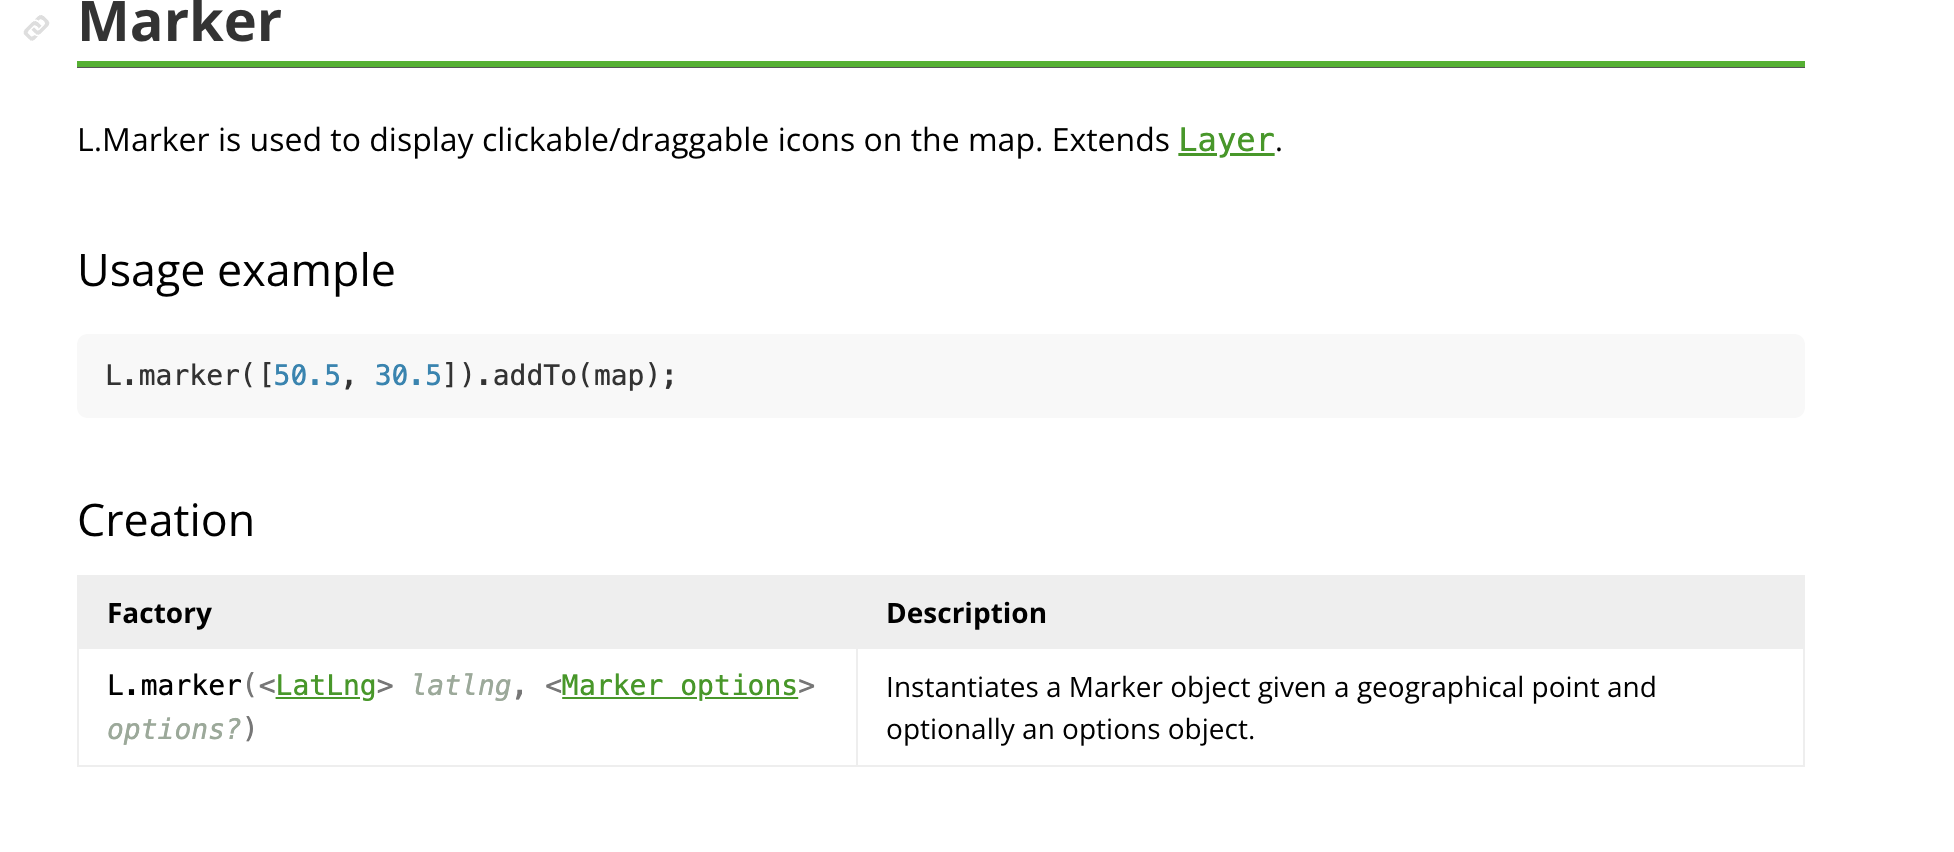 Marker
L.Marker is used to display clickable/draggable icons on the map. Extends Layer.
Usage example
L.marker([50.5, 30.5]).addTo(map);
Creation
Factory
Description
L.marker(<LatLng> latlng, <Marker options>
options?)
Instantiates a Marker object given a geographical point and
optionally an options object.